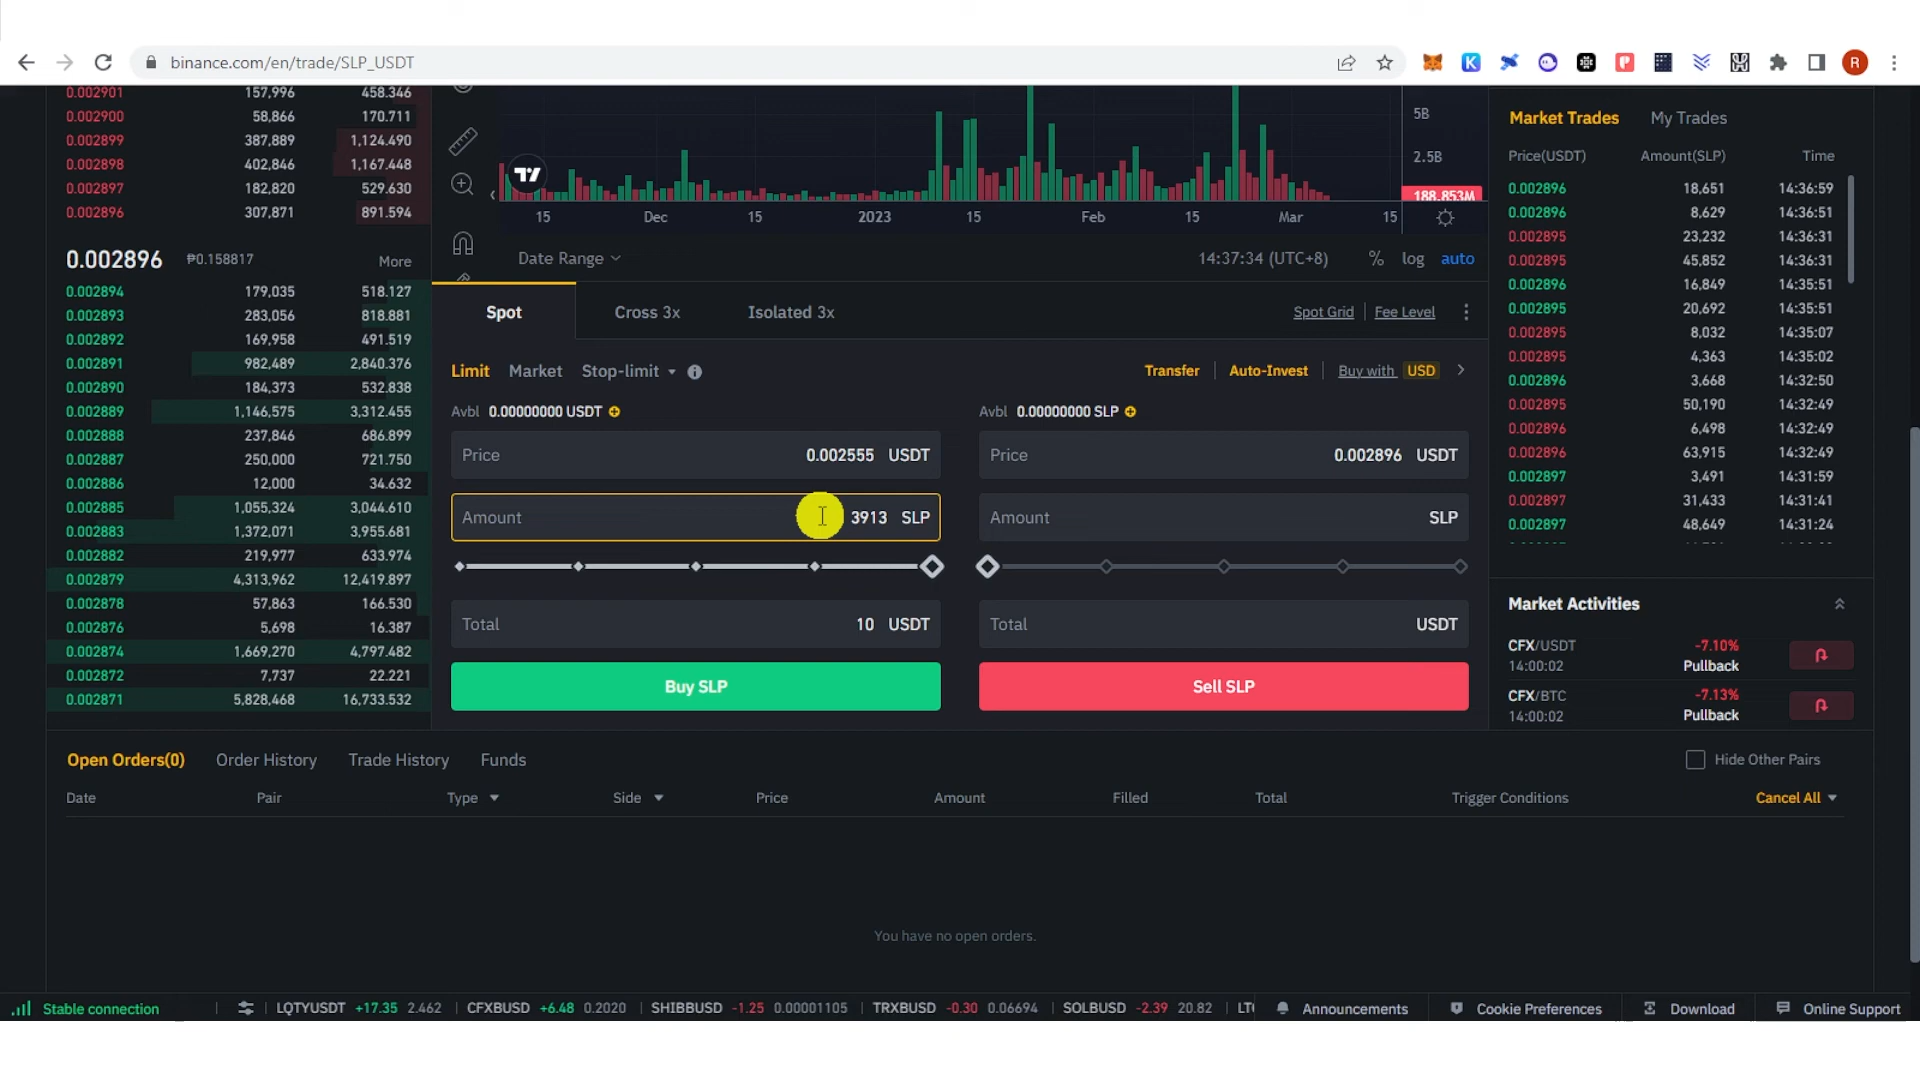 binance.com/en/trade/SLP_USDT
R
0.002901 157,996 458.346
0.002900 58,866 170.711
0.002899 387,889 1,124.490
0.002898 402,846 1,167.448
0.002897 182,820 529.630
0.002896 307,871 891.594
0.002896 ₱0.158817 More
0.002894 179,035 518.127
0.002893 283,056 818.881
0.002892 169,958 491.519
0.002891 982,489 2,840.376
0.002890 184,373 532.838
0.002889 1,146,575 3,312.455
0.002888 237,846 686.899
0.002887 250,000 721.750
0.002886 12,000 34.632
0.002885 1,055,324 3,044.610
0.002883 1,372,071 3,955.681
0.002882 219,977 633.974
0.002879 4,313,962 12,419.897
0.002878 57,863 166.530
0.002876 5,698 16.387
0.002874 1,669,270 4,797.482
0.002872 7,737 22.221
0.002871 5,828,468 16,733.532
5B
2.5B
188.853M
15 Dec 15 2023 15 Feb 15 Mar 15
Date Range 14:37:34 (UTC+8) % log auto
Spot Cross 3x Isolated 3x Spot Grid Fee Level
Limit Market Stop-limit Transfer Auto-Invest Buy with USD
Avbl 0.00000000 USDT
Price 0.002555 USDT
Amount 3913 SLP
Total 10 USDT
Buy SLP
Avbl 0.00000000 SLP
Price 0.002896 USDT
Amount SLP
Total USDT
Sell SLP
Market Trades My Trades
Price(USDT) Amount(SLP) Time
0.002896 18,651 14:36:59
0.002896 8,629 14:36:51
0.002895 23,232 14:36:31
0.002895 45,852 14:36:31
0.002896 16,849 14:35:51
0.002895 20,692 14:35:51
0.002895 8,032 14:35:07
0.002895 4,363 14:35:02
0.002896 3,668 14:32:50
0.002895 50,190 14:32:49
0.002896 6,498 14:32:49
0.002896 63,915 14:32:49
0.002897 3,491 14:31:59
0.002897 31,433 14:31:41
0.002897 48,649 14:31:24
Market Activities
CFX/USDT -7.10%
14:00:02 Pullback
CFX/BTC -7.13%
14:00:02 Pullback
Open Orders(0) Order History Trade History Funds Hide Other Pairs
Date Pair Type Side Price Amount Filled Total Trigger Conditions Cancel All
You have no open orders.
Stable connection LQTYUSDT +17.35 2.462 CFXBUSD +6.48 0.2020 SHIBBUSD -1.25 0.00001105 TRXBUSD -0.30 0.06694 SOLBUSD -2.39 20.82 Announcements Cookie Preferences Download Online Support